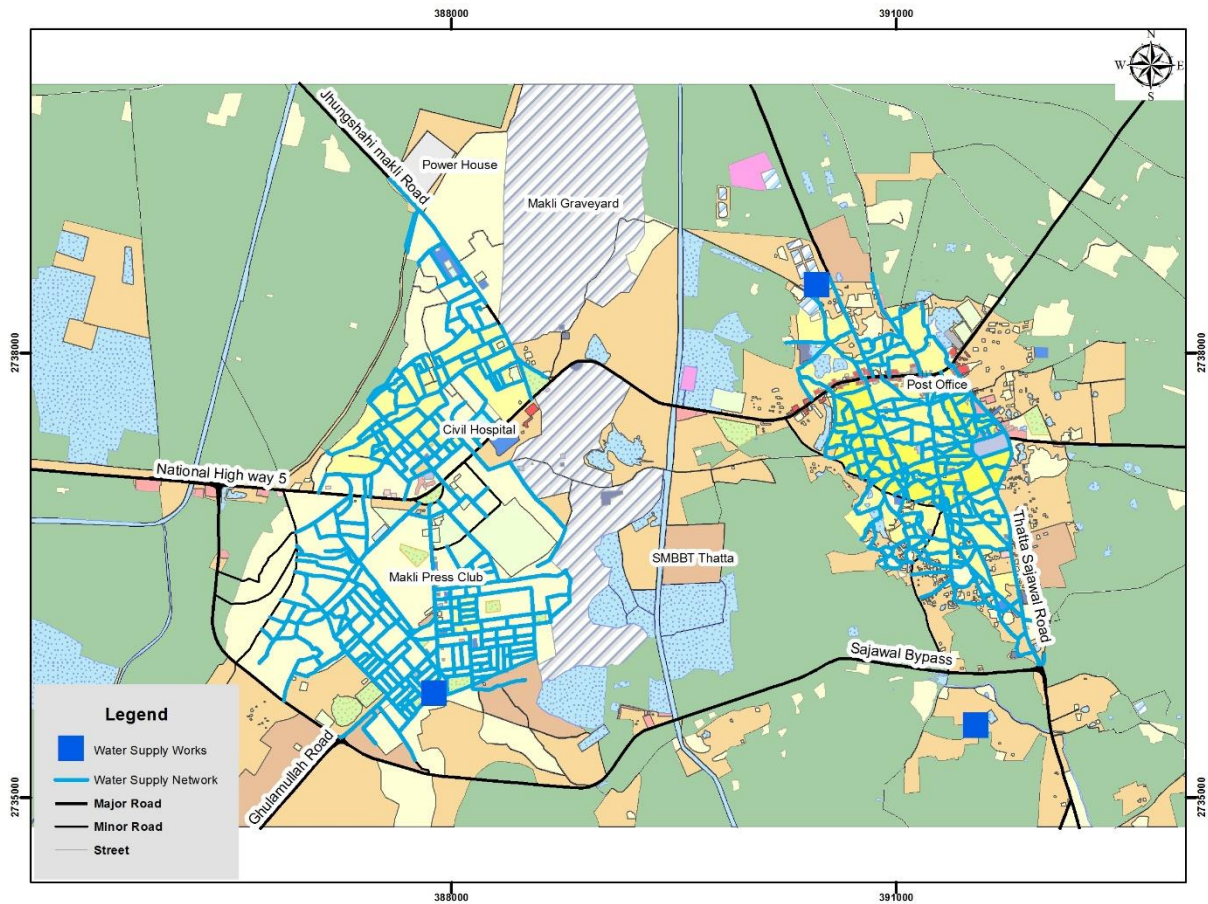 388000
391000
N
W
E
S
Jhungshahi makli Road
Power House
Makli Graveyard
2738000
2738000
Post Office
Civil Hospital
National High way 5
SMBBT Thatta
Makli Press Club
Thatta Sajawal Road
Sajawal Bypass
Legend
Water Supply Works
Water Supply Network
Major Road
Minor Road
Street
Ghulamullah Road
2735000
2735000
388000
391000